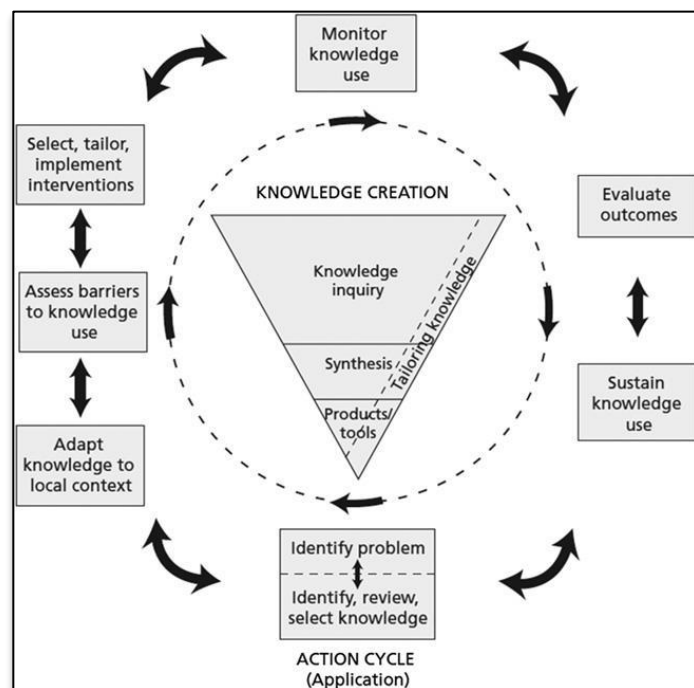 Monitor
knowledge
use
Select, tailor,
implement
interventions
Evaluate
outcomes
KNOWLEDGE CREATION
Knowledge
inquiry
Tailoring knowledge
Assess barriers
to knowledge
use
Synthesis
Products/
tools
Sustain
knowledge
use
Adapt
knowledge to
local context
Identify problem
Identify, review,
select knowledge
ACTION CYCLE
(Application)